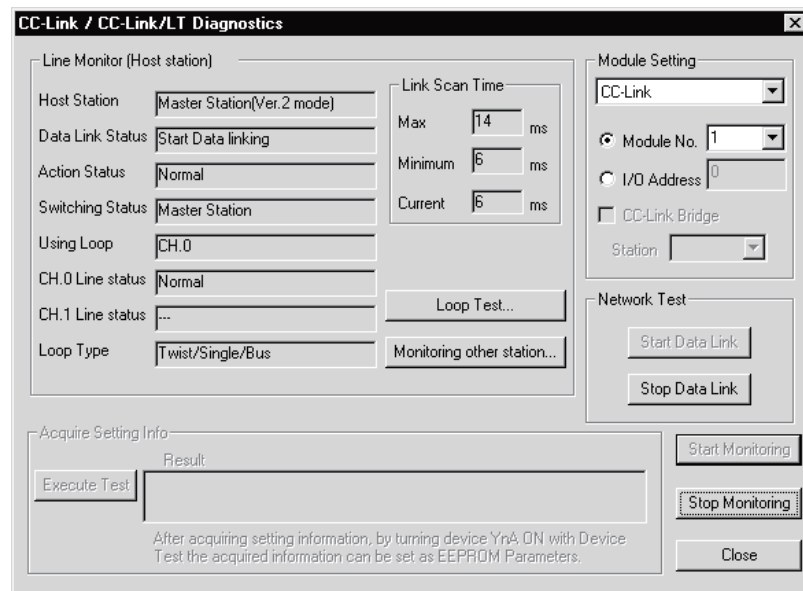 CC-Link / CC-Link/LT Diagnostics
Line Monitor (Host station)
Host Station Master Station(Ver.2 mode)
Data Link Status Start Data linking
Action Status Normal
Switching Status Master Station
Using Loop CH.0
CH.0 Line status Normal
CH.1 Line status ---
Loop Type Twist/Single/Bus
Link Scan Time
Max 14 ms
Minimum 6 ms
Current 6 ms
Loop Test...
Monitoring other station...
Module Setting
CC-Link
Module No. 1
I/O Address 0
CC-Link Bridge
Station
Network Test
Start Data Link
Stop Data Link
Acquire Setting Info
Result
Execute Test
After acquiring setting information, by turning device YnA ON with Device
Test the acquired information can be set as EEPROM Parameters.
Start Monitoring
Stop Monitoring
Close